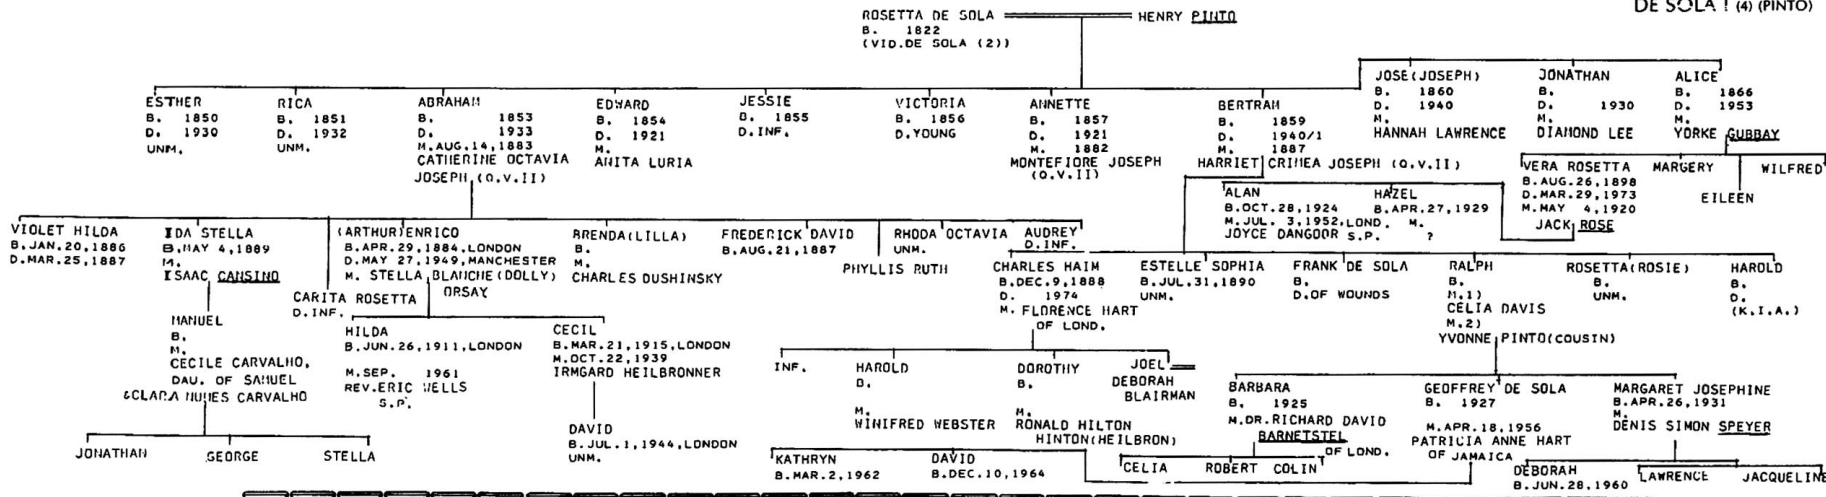 DE SOLA I (4) (PINTO)
ROSETTA DE SOLA
B. 1822
(VID.DE SOLA (2))
HENRY PINTO
ESTHER
B. 1850
D. 1930
UNM.
RICA
B. 1851
D. 1932
UNM.
ABRAHAM
B. 1853
D. 1933
M.AUG.14,1883
CATHERINE OCTAVIA
JOSEPH (Q.V.II)
EDWARD
B. 1854
D. 1921
M.
ANITA LURIA
JESSIE
B. 1855
D.INF.
VICTORIA
B. 1856
D.YOUNG
ANNETTE
B. 1857
D. 1921
M. 1882
MONTEFIORE JOSEPH
(Q.V.II)
BERTRAM
B. 1859
D. 1940/1
M. 1887
HARRIET CRIMEA JOSEPH (Q.V.II)
JOSE(JOSEPH)
B. 1860
D. 1940
M.
HANNAH LAWRENCE
JONATHAN
B.
D. 1930
M.
DIAMOND LEE
ALICE
B. 1866
D. 1953
M.
YORKE GUBBAY
VERA ROSETTA
B.AUG.26,1898
D.MAR.29,1973
M.MAY 4,1920
JACK ROSE
MARGERY
EILEEN
WILFRED
ALAN
B.OCT.28,1924
M.JUL. 3,1952,LOND.
JOYCE DANGOOR S.P.
HAZEL
B.APR.27,1929
M.
?
VIOLET HILDA
B.JAN.20,1886
D.MAR.25,1887
IDA STELLA
B.MAY 4,1889
M.
ISAAC CANSINO
CARITA ROSETTA
D.INF.
(ARTHUR)ENRICO
B.APR.29,1884,LONDON
D.MAY 27,1949,MANCHESTER
M. STELLA BLANCHE(DOLLY)
ORSAY
BRENDA(LILLA)
B.
M.
CHARLES DUSHINSKY
FREDERICK DAVID
B.AUG.21,1887
PHYLLIS RUTH
RHODA OCTAVIA
UNM.
AUDREY
D.INF.
CHARLES HAIM
B.DEC.9,1888
D. 1974
M. FLORENCE HART
OF LOND.
ESTELLE SOPHIA
B.JUL.31,1890
UNM.
FRANK DE SOLA
B.
D.OF WOUNDS
RALPH
B.
M.1)
CELIA DAVIS
M.2)
YVONNE PINTO(COUSIN)
ROSETTA(ROSIE)
B.
UNM.
HAROLD
B.
D.
(K.I.A.)
MANUEL
B.
M.
CECILE CARVALHO,
DAU. OF SAMUEL
&CLARA NUNES CARVALHO
HILDA
B.JUN.26,1911,LONDON
M.SEP. 1961
REV.ERIC WELLS
S.P.
CECIL
B.MAR.21,1915,LONDON
M.OCT.22,1939
IRMGARD HEILBRONNER
INF.
HAROLD
B.
M.
WINIFRED WEBSTER
DOROTHY
B.
M.
RONALD HILTON
HINTON(HEILBRON)
JOEL
DEBORAH
BLAIRMAN
BARBARA
B. 1925
M.DR.RICHARD DAVID
BARNETSTEL
OF LOND.
GEOFFREY DE SOLA
B. 1927
M.APR.18,1956
PATRICIA ANNE HART
OF JAMAICA
MARGARET JOSEPHINE
B.APR.26,1931
M.
DENIS SIMON SPEYER
JONATHAN
GEORGE
STELLA
DAVID
B.JUL.1,1944,LONDON
UNM.
KATHRYN
B.MAR.2,1962
DAVID
B.DEC.10,1964
CELIA
ROBERT
COLIN
DEBORAH
B.JUN.28,1960
LAWRENCE
JACQUELINE